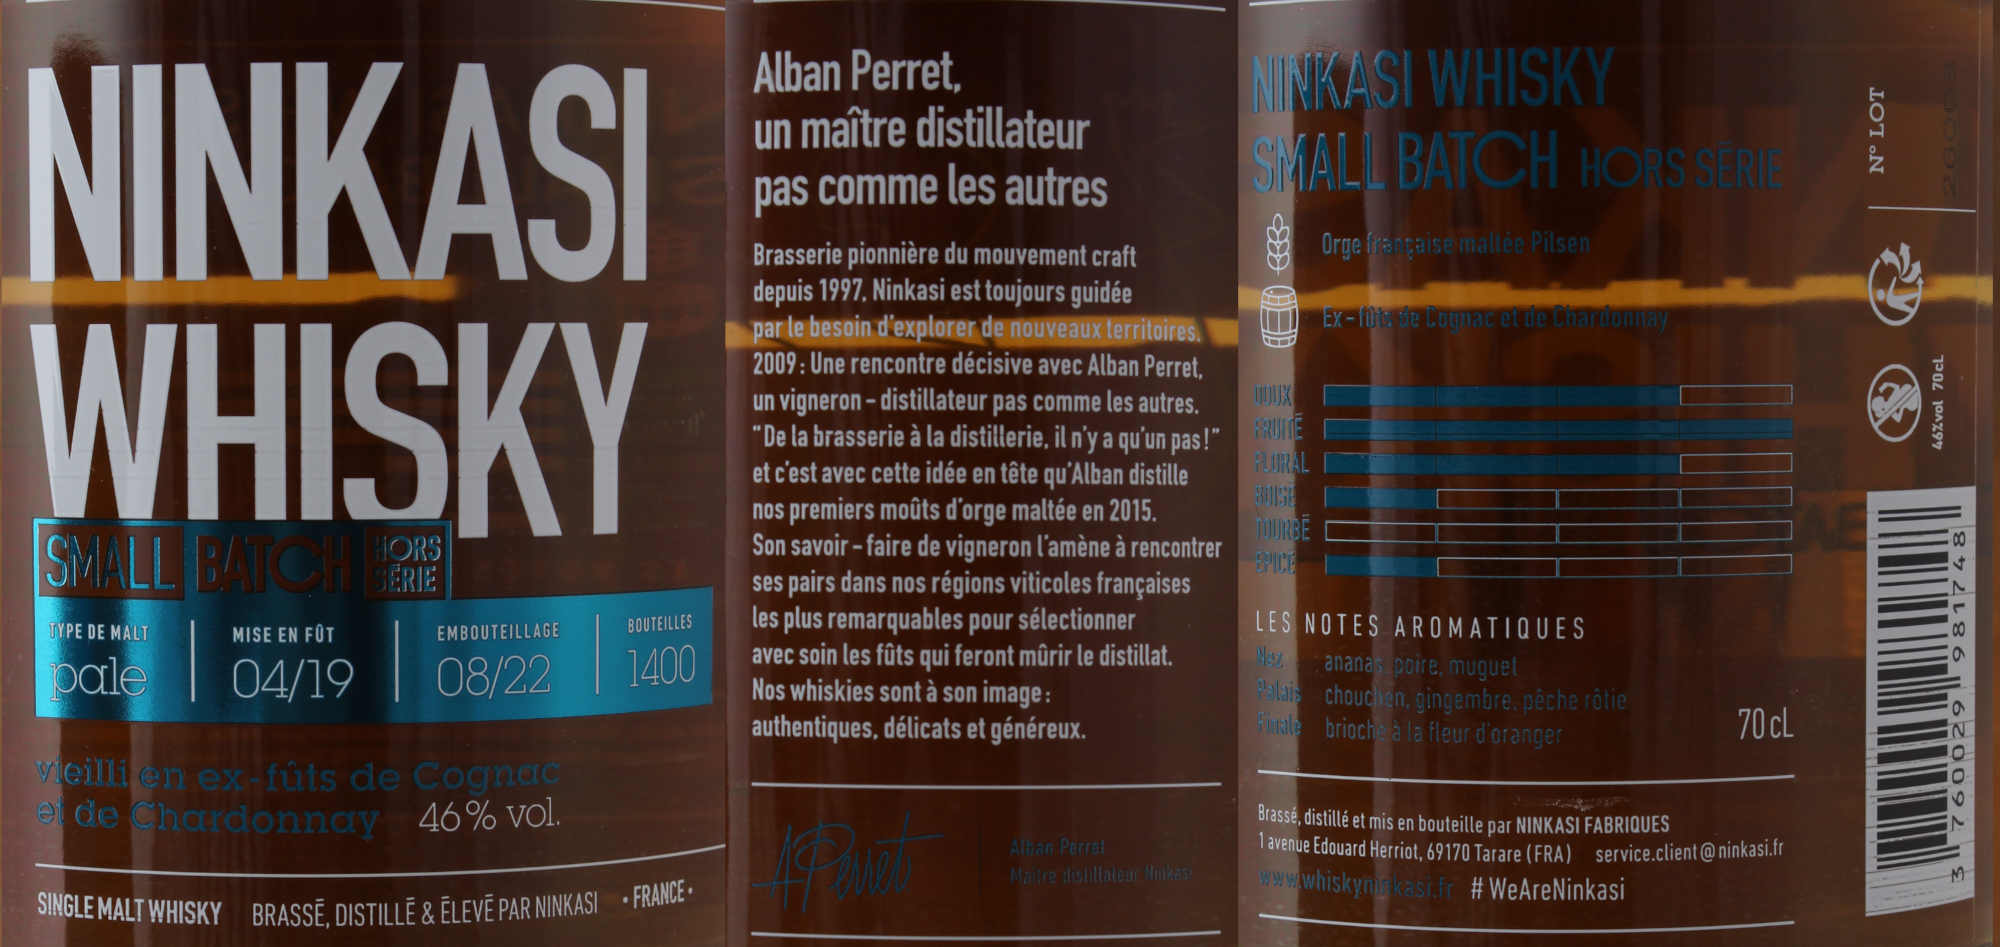 NINKASI
WHISKY
SMALL BATCH HORS SÉRIE
TYPE DE MALT
pale
MISE EN FÛT
04/19
EMBOUTEILLAGE
08/22
BOUTEILLES
1400
vieilli en ex-fûts de Cognac
et de Chardonnay 46% vol.
SINGLE MALT WHISKY BRASSÉ, DISTILLÉ & ÉLEVÉ PAR NINKASI • FRANCE •
Alban Perret,
un maître distillateur
pas comme les autres
Brasserie pionnière du mouvement craft
depuis 1997, Ninkasi est toujours guidée
par le besoin d'explorer de nouveaux territoires.
2009 : Une rencontre décisive avec Alban Perret,
un vigneron - distillateur pas comme les autres.
"De la brasserie à la distillerie, il n'y a qu'un pas!"
et c'est avec cette idée en tête qu'Alban distille
nos premiers moûts d'orge maltée en 2015.
Son savoir-faire de vigneron l'amène à rencontrer
ses pairs dans nos régions viticoles françaises
les plus remarquables pour sélectionner
avec soin les fûts qui feront mûrir le distillat.
Nos whiskies sont à son image :
authentiques, délicats et généreux.
A Perret
Alban Perret
Maître distillateur Ninkasi
NINKASI WHISKY
SMALL BATCH HORS SÉRIE
Orge française maltée Pilsen
Ex-fûts de Cognac et de Chardonnay
DOUX
FRUITÉ
FLORAL
BOISÉ
TOURBÉ
ÉPICÉ
LES NOTES AROMATIQUES
Nez ananas, poire, muguet
Palais chouchen, gingembre, pêche rôtie
Finale brioche à la fleur d'oranger
70 cL
Brassé, distillé et mis en bouteille par NINKASI FABRIQUES
1 avenue Edouard Herriot, 69170 Tarare (FRA) service.client@ninkasi.fr
www.whiskyninkasi.fr # WeAreNinkasi
N° LOT
46%vol 70cL
3 760029 981748